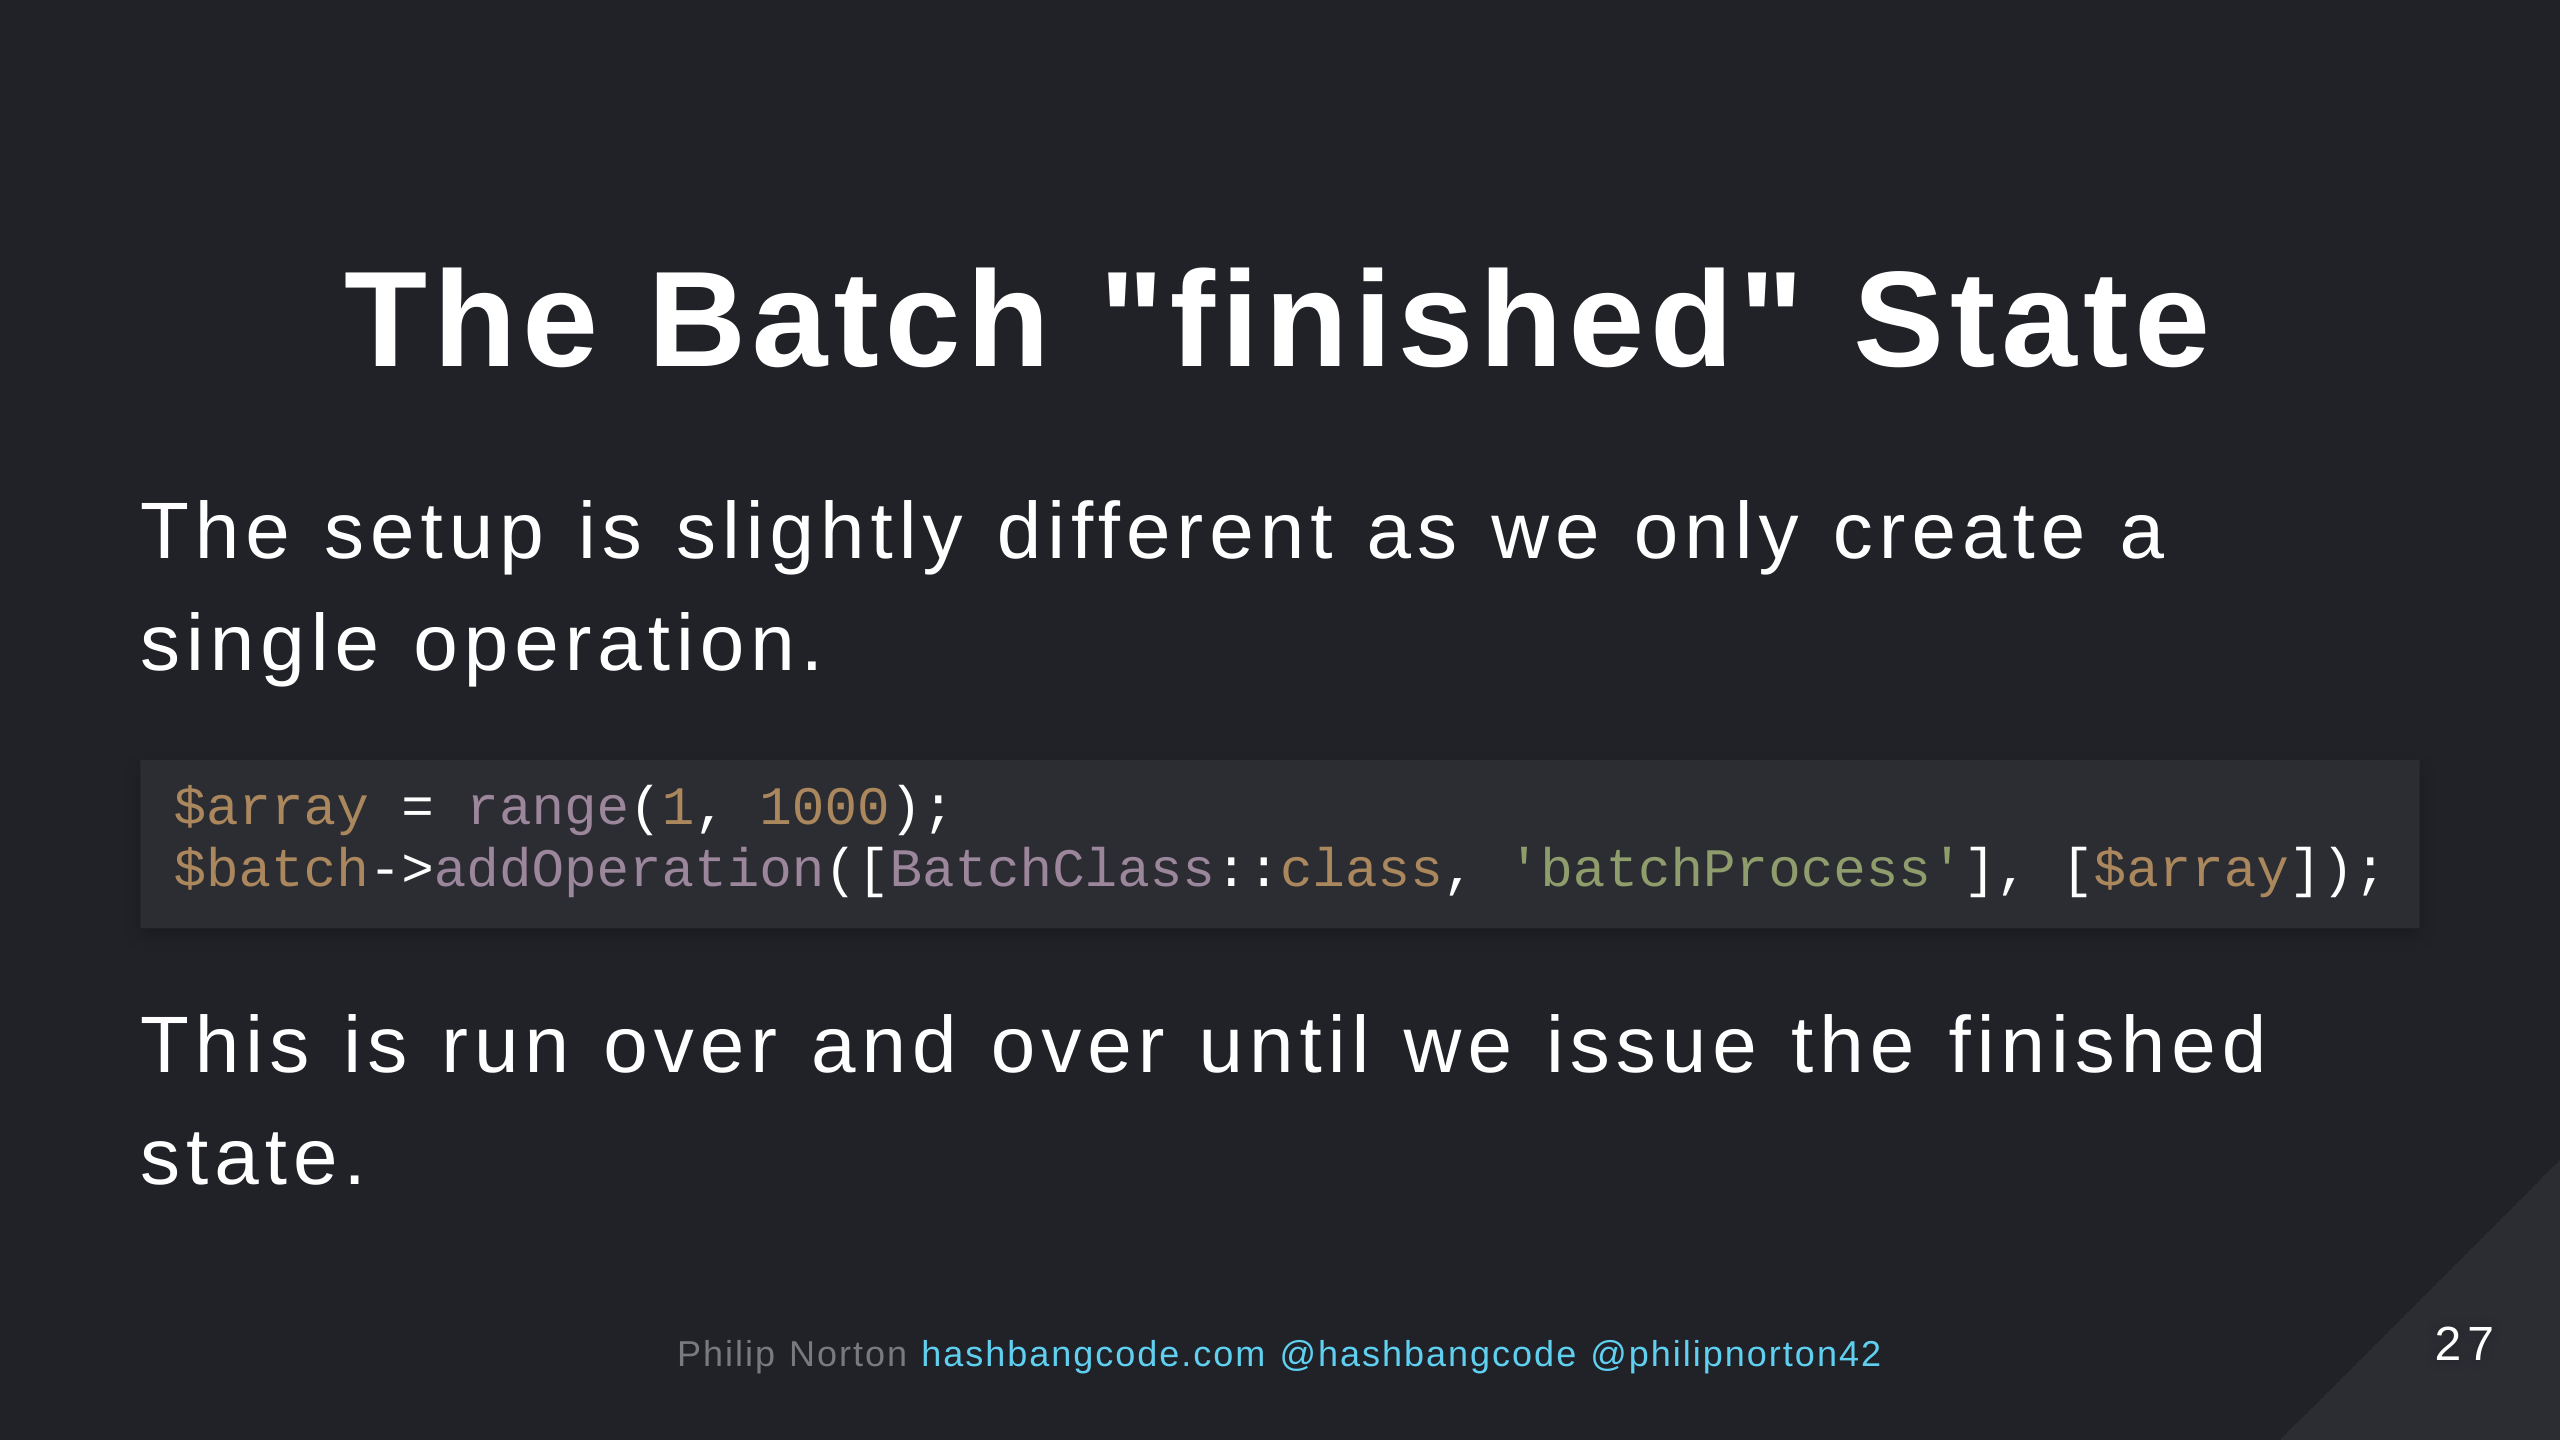 The Batch "finished" State
The setup is slightly different as we only create a
single operation.
$array = range(1, 1000);
$batch->addOperation([BatchClass::class, 'batchProcess'], [$array]);
This is run over and over until we issue the finished
state.
Philip Norton hashbangcode.com @hashbangcode @philipnorton42
27